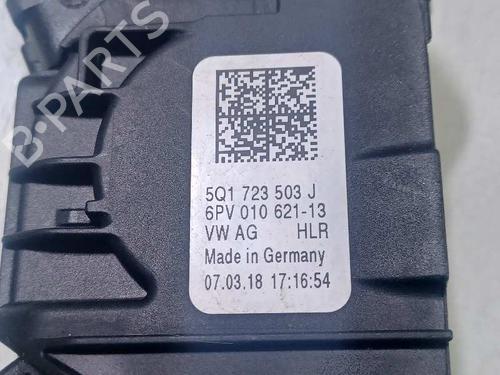 B-PARTS
5Q1 723 503 J
6PV 010 621-13
VW AG HLR
Made in Germany
07.03.18 17:16:54